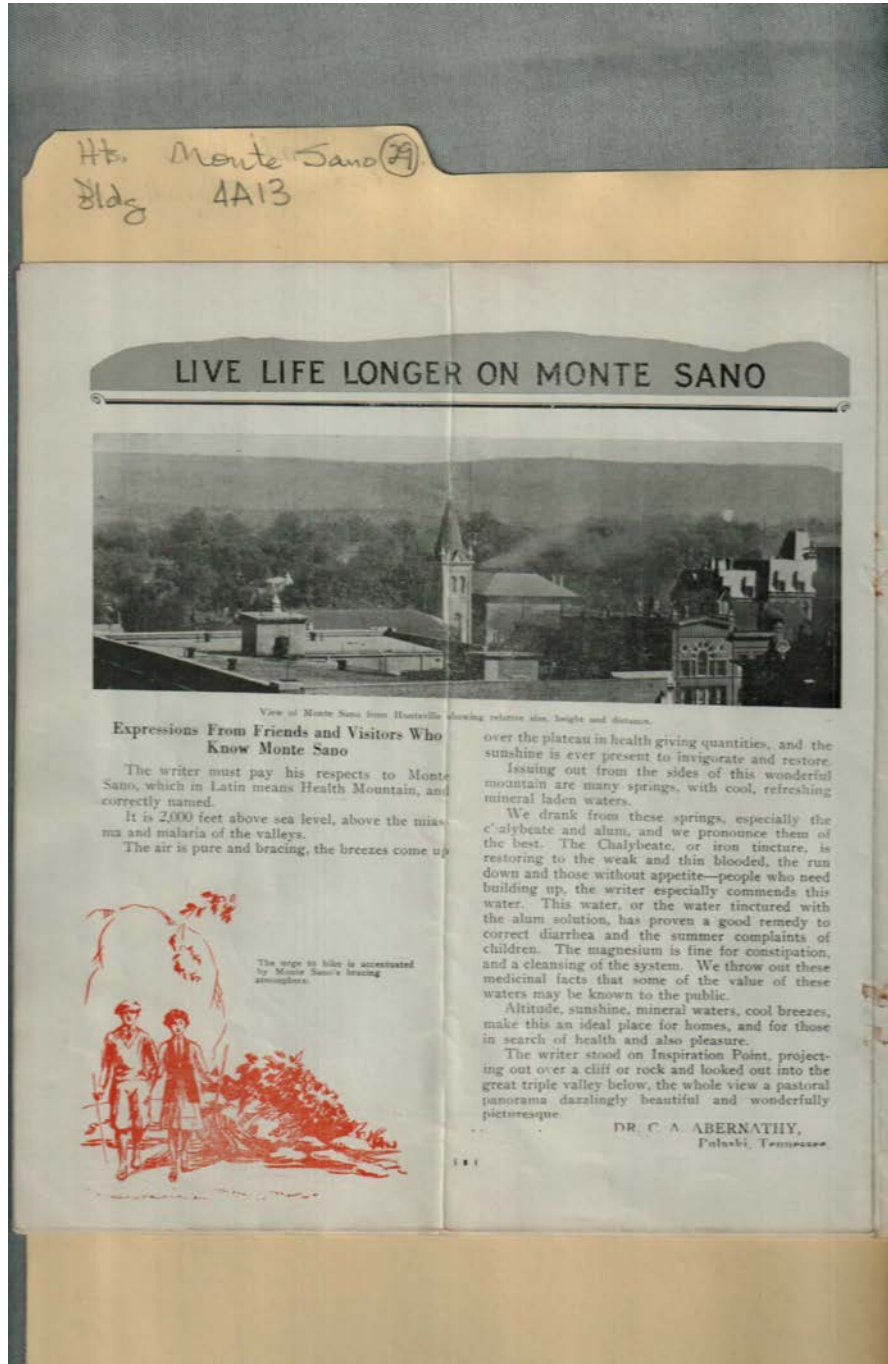 Hts. Monte Sano 29
Bldg 4A13
LIVE LIFE LONGER ON MONTE SANO
View of Monte Sano from Huntsville showing relative size, height and distance.
Expressions From Friends and Visitors Who
Know Monte Sano
The writer must pay his respects to Monte
Sano, which in Latin means Health Mountain, and
correctly named.
It is 2,000 feet above sea level, above the mias-
ma and malaria of the valleys.
The air is pure and bracing, the breezes come up
The urge to hike is accentuated
by Monte Sano's bracing
atmosphere.
over the plateau in health giving quantities, and the
sunshine is ever present to invigorate and restore.
Issuing out from the sides of this wonderful
mountain are many springs, with cool, refreshing
mineral laden waters.
We drank from these springs, especially the
chalybeate and alum, and we pronounce them of
the best. The Chalybeate, or iron tincture, is
restoring to the weak and thin blooded, the run
down and those without appetite—people who need
building up, the writer especially commends this
water. This water, or the water tinctured with
the alum solution, has proven a good remedy to
correct diarrhea and the summer complaints of
children. The magnesium is fine for constipation,
and a cleansing of the system. We throw out these
medicinal facts that some of the value of these
waters may be known to the public.
Altitude, sunshine, mineral waters, cool breezes,
make this an ideal place for homes, and for those
in search of health and also pleasure.
The writer stood on Inspiration Point, project-
ing out over a cliff or rock and looked out into the
great triple valley below, the whole view a pastoral
panorama dazzlingly beautiful and wonderfully
picturesque.
DR. C. A. ABERNATHY,
Pulaski, Tennessee